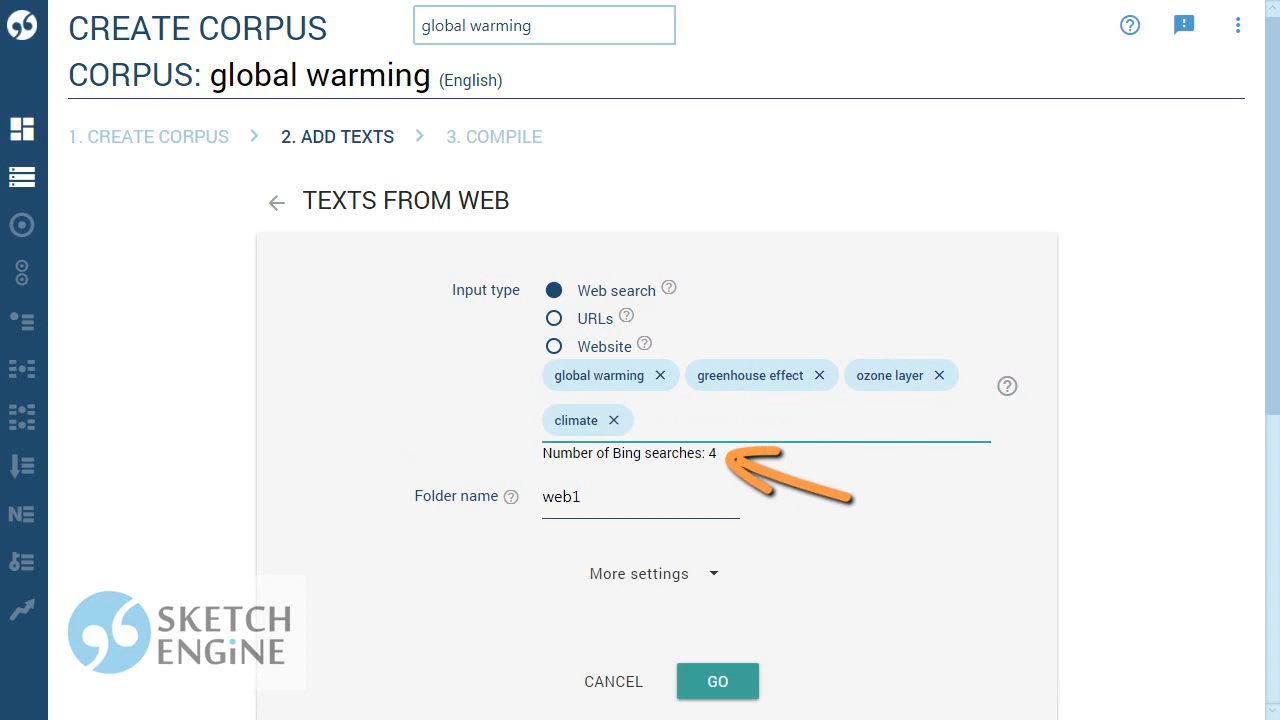 CREATE CORPUS
global warming
CORPUS: global warming (English)
1. CREATE CORPUS > 2. ADD TEXTS > 3. COMPILE
← TEXTS FROM WEB
Input type
Web search ?
URLs ?
Website ?
global warming × greenhouse effect × ozone layer ×
?
climate ×
Number of Bing searches: 4
Folder name ? web1
More settings
SKETCH
ENGiNE
CANCEL GO